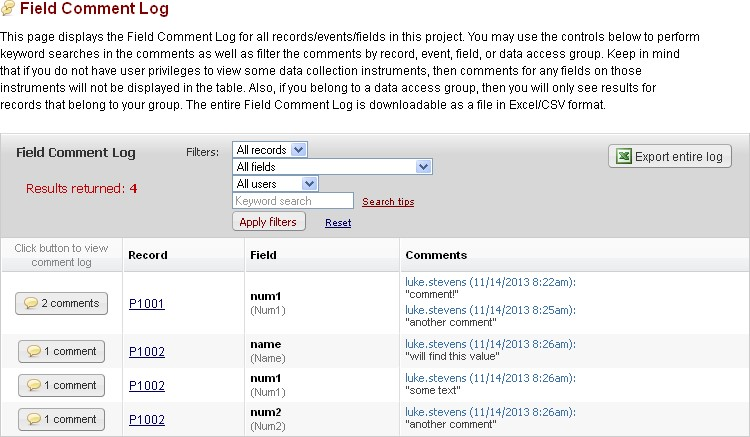 Field Comment Log
This page displays the Field Comment Log for all records/events/fields in this project. You may use the controls below to perform
keyword searches in the comments as well as filter the comments by record, event, field, or data access group. Keep in mind
that if you do not have user privileges to view some data collection instruments, then comments for any fields on those
instruments will not be displayed in the table. Also, if you belong to a data access group, then you will only see results for
records that belong to your group. The entire Field Comment Log is downloadable as a file in Excel/CSV format.
Field Comment Log
Results returned: 4
Filters:
All records
All fields
All users
Keyword search
Search tips
Apply filters
Reset
Export entire log
Click button to view
comment log
Record
Field
Comments
2 comments
P1001
num1
(Num1)
luke.stevens (11/14/2013 8:22am):
"comment!"
luke.stevens (11/14/2013 8:25am):
"another comment"
1 comment
P1002
name
(Name)
luke.stevens (11/14/2013 8:26am):
"will find this value"
1 comment
P1002
num1
(Num1)
luke.stevens (11/14/2013 8:26am):
"some text"
1 comment
P1002
num2
(Num2)
luke.stevens (11/14/2013 8:26am):
"another comment"